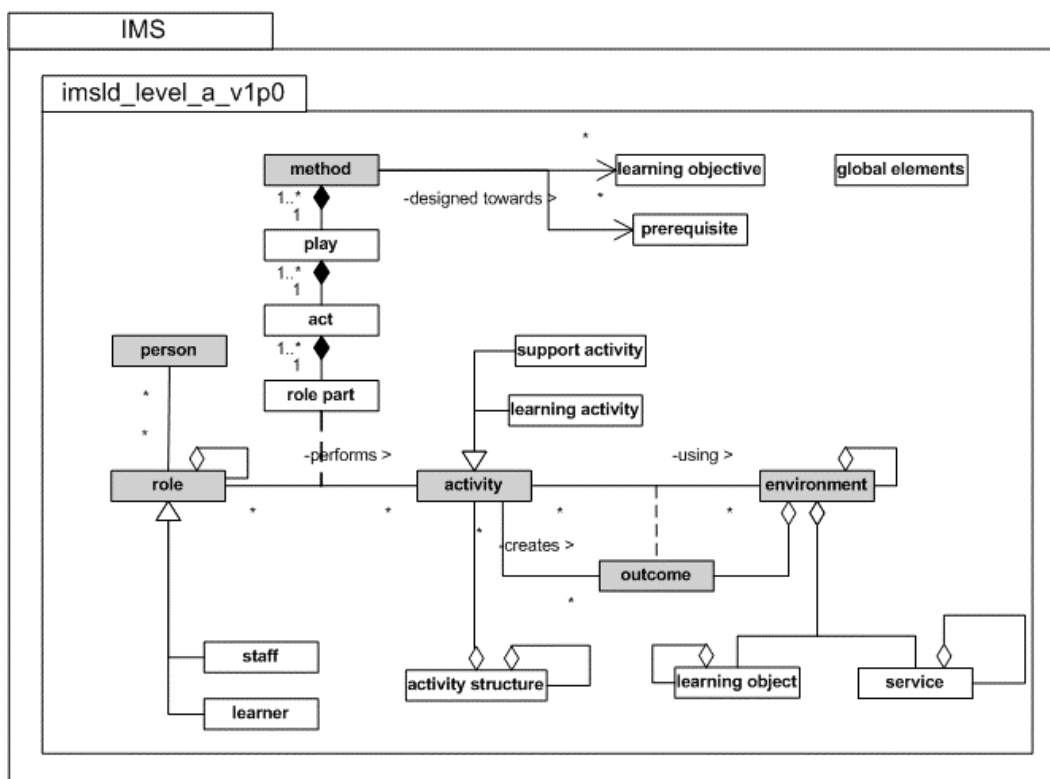 IMS
imsld_level_a_v1p0
*
method
learning objective
global elements
1..*
-designed towards >
*
1
prerequisite
play
1..*
1
act
person
support activity
1..*
1
role part
*
learning activity
*
-performs >
-using >
role
activity
environment
*
*
*
*
*
-creates >
outcome
*
staff
activity structure
learning object
service
learner